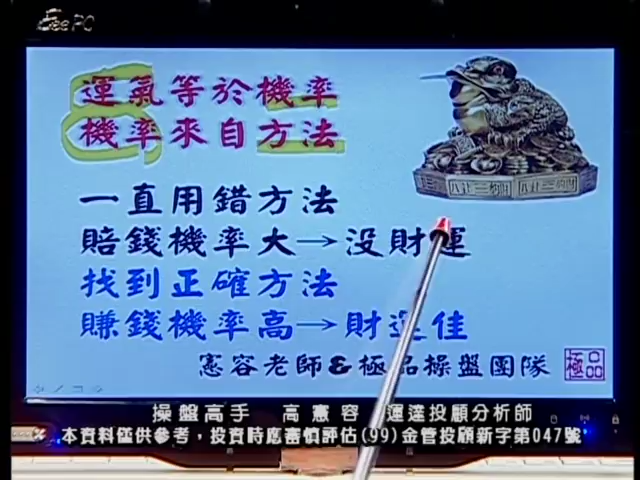 Eee PC
運氣等於機率
機率來自方法
一直用錯方法
賠錢機率大→沒財運
找到正確方法
賺錢機率高→財運佳
憲容老師&極品操盤團隊
極品
操盤高手 高憲容 運達投顧分析師
本資料僅供參考，投資時應審慎評估(99)金管投顧新字第047號